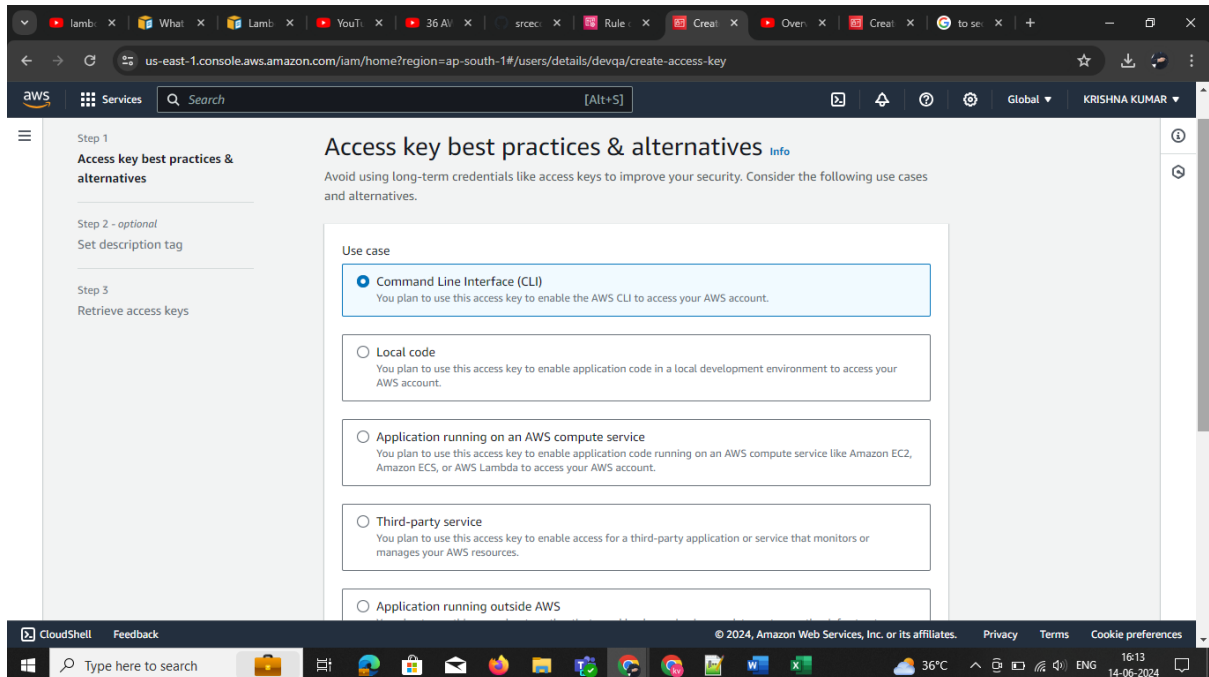 lamb
What
Lamb
YouTu
36 AV
srcec
Rule
Creat
Over
Creat
to se
us-east-1.console.aws.amazon.com/iam/home?region=ap-south-1#/users/details/devqa/create-access-key
aws
Services
Search
[Alt+S]
Global
KRISHNA KUMAR
Step 1
Access key best practices &
alternatives
Step 2 - optional
Set description tag
Step 3
Retrieve access keys
Access key best practices & alternatives Info
Avoid using long-term credentials like access keys to improve your security. Consider the following use cases
and alternatives.
Use case
Command Line Interface (CLI)
You plan to use this access key to enable the AWS CLI to access your AWS account.
Local code
You plan to use this access key to enable application code in a local development environment to access your
AWS account.
Application running on an AWS compute service
You plan to use this access key to enable application code running on an AWS compute service like Amazon EC2,
Amazon ECS, or AWS Lambda to access your AWS account.
Third-party service
You plan to use this access key to enable access for a third-party application or service that monitors or
manages your AWS resources.
Application running outside AWS
CloudShell
Feedback
© 2024, Amazon Web Services, Inc. or its affiliates.
Privacy
Terms
Cookie preferences
Type here to search
36°C
ENG
16:13
14-06-2024